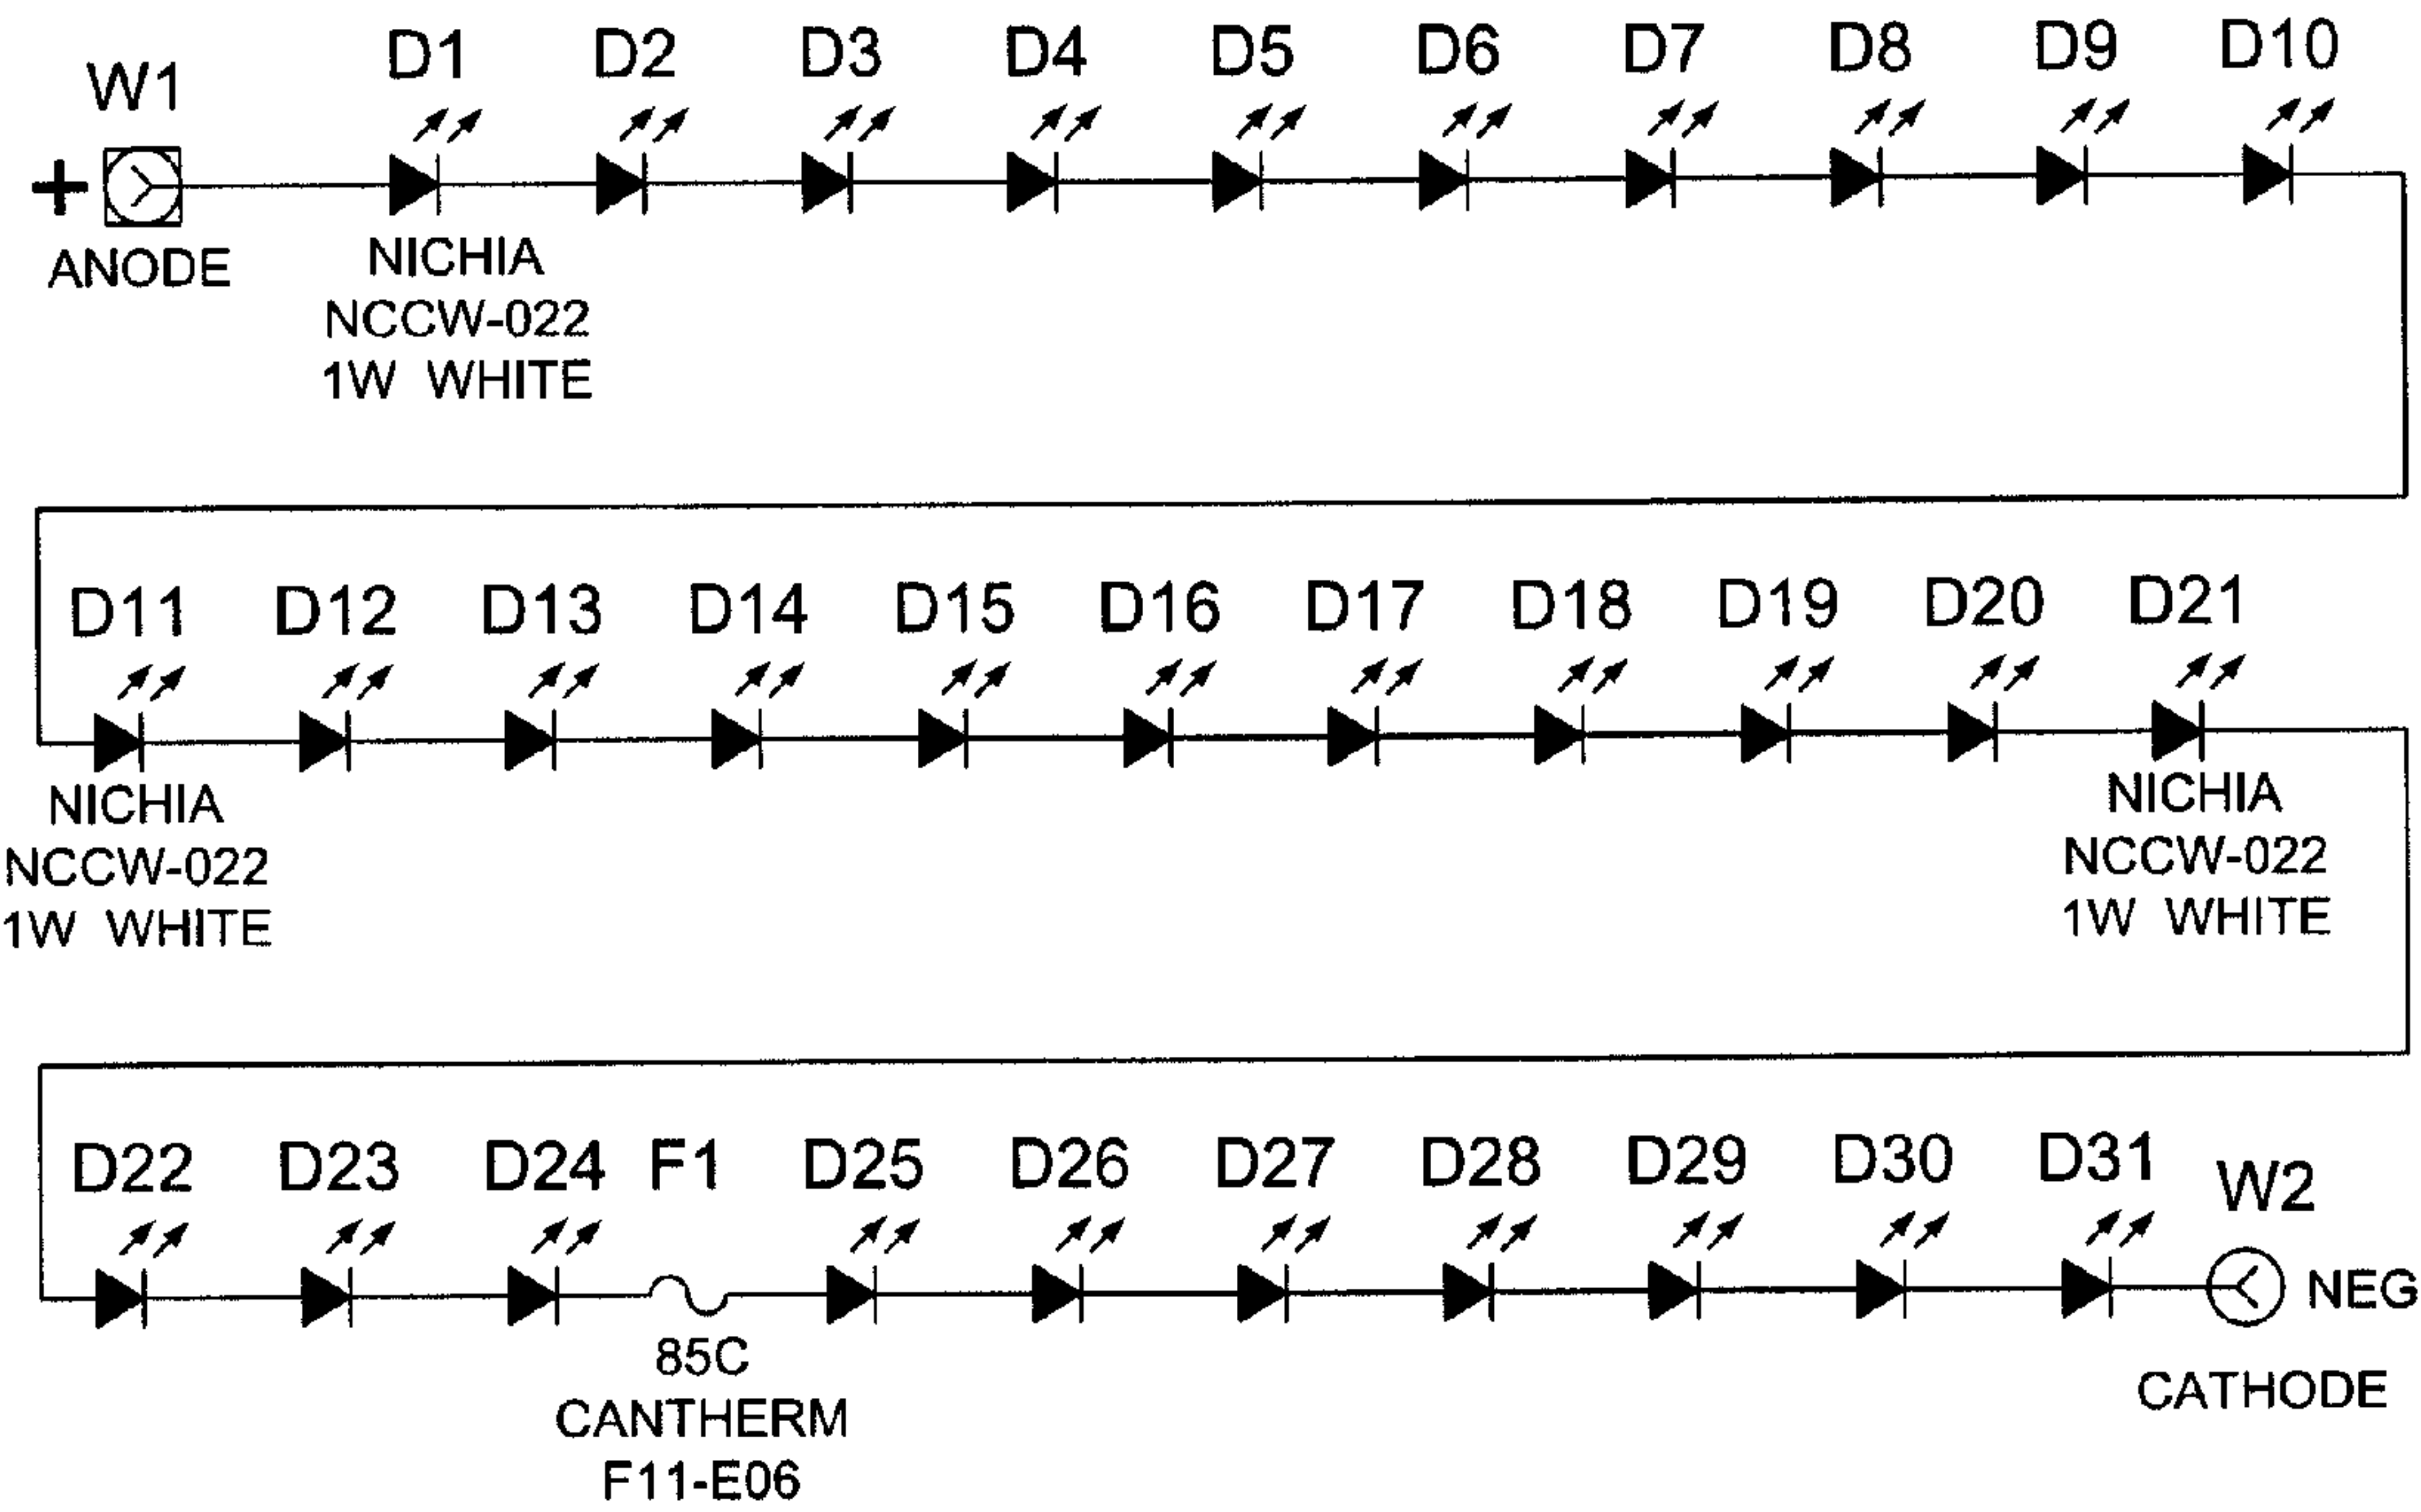 W1 D1 D2 D3 D4 D5 D6 D7 D8 D9 D10
+
ANODE
NICHIA
NCCW-022
1W WHITE
D11 D12 D13 D14 D15 D16 D17 D18 D19 D20 D21
NICHIA
NCCW-022
1W WHITE
NICHIA
NCCW-022
1W WHITE
D22 D23 D24 F1 D25 D26 D27 D28 D29 D30 D31 W2
NEG
85C
CANTHERM
F11-E06
CATHODE